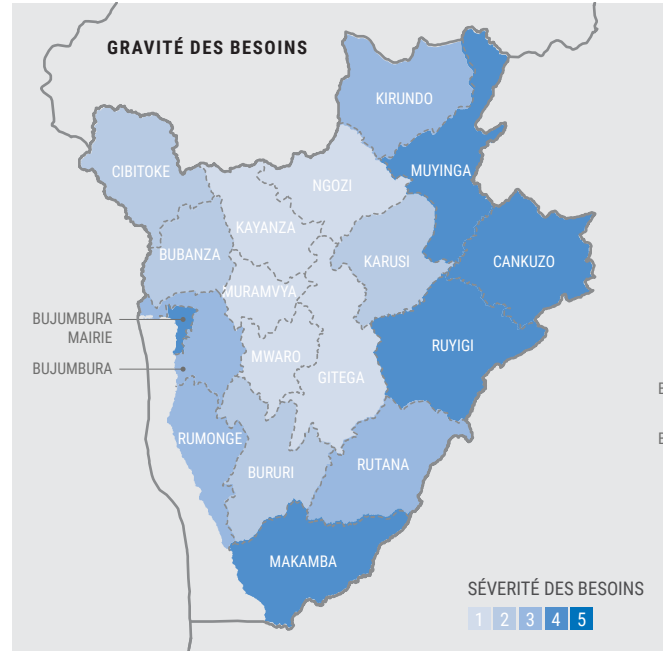 GRAVITÉ DES BESOINS
KIRUNDO
CIBITOKE
MUYINGA
NGOZI
KAYANZA
BUBANZA
KARUSI
CANKUZO
MURAMVYA
BUJUMBURA
MAIRIE
RUYIGI
MWARO
BUJUMBURA
GITEGA
B
B
RUMONGE
RUTANA
BURURI
MAKAMBA
SÉVERITÉ DES BESOINS
1 2 3 4 5